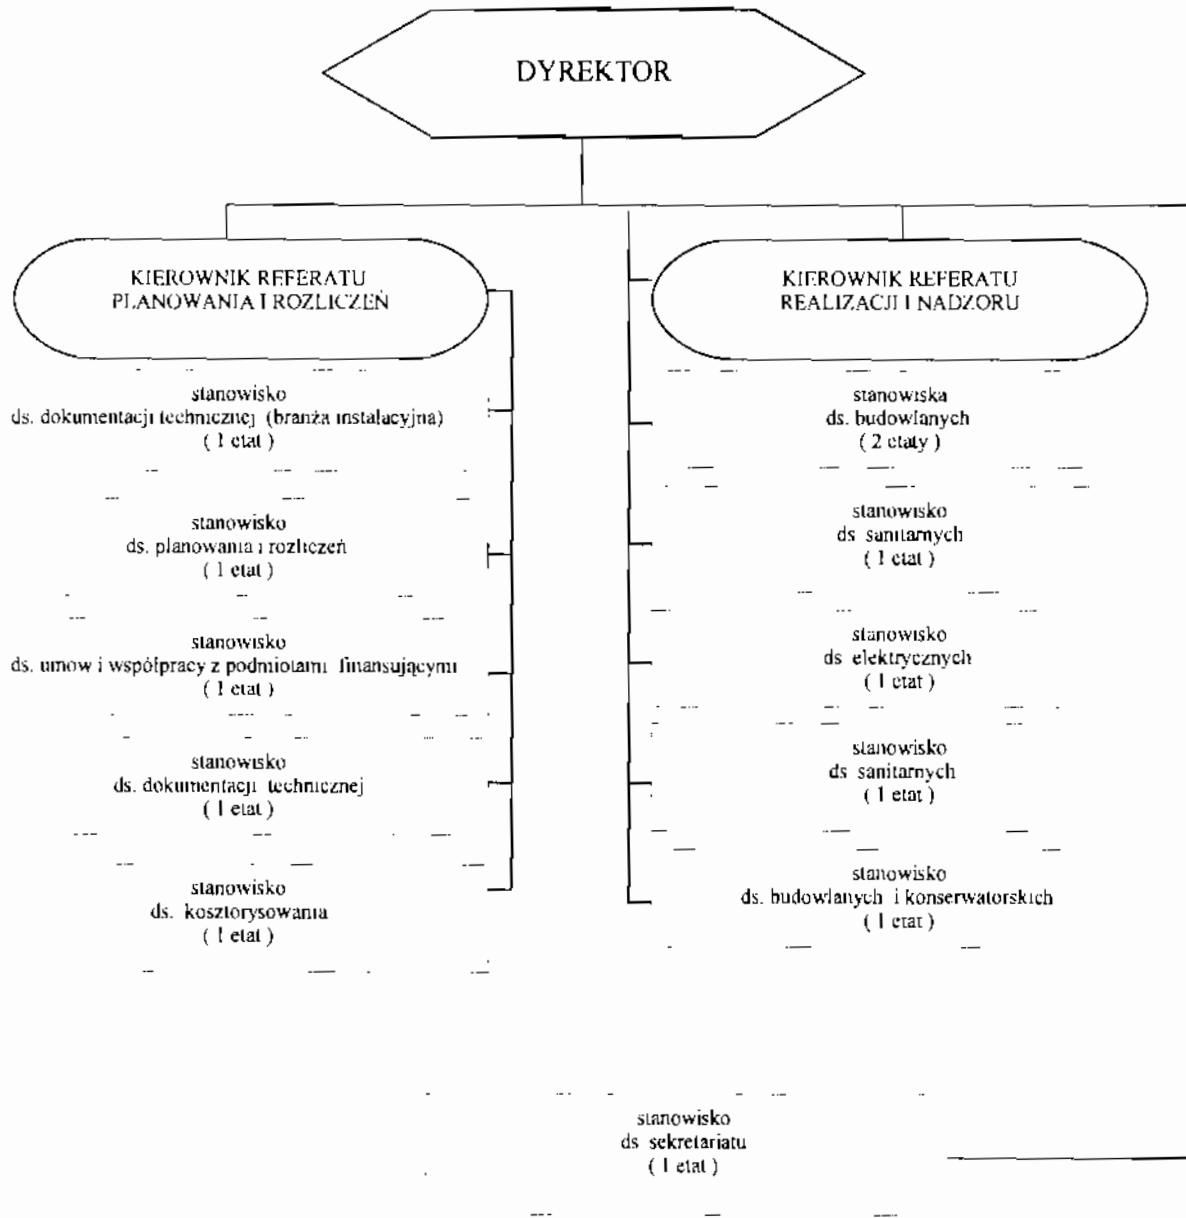 DYREKTOR
KIEROWNIK REFERATU
PLANOWANIA I ROZLICZEŃ
stanowisko
ds. dokumentacji technicznej (branża instalacyjna)
( 1 etat )
stanowisko
ds. planowania i rozliczeń
( 1 etat )
stanowisko
ds. umow i współpracy z podmiotami finansującymi
( 1 etat )
stanowisko
ds. dokumentacji technicznej
( 1 etat )
stanowisko
ds. kosztorysowania
( 1 etat )
KIEROWNIK REFERATU
REALIZACJI I NADZORU
stanowiska
ds. budowlanych
( 2 etaty )
stanowisko
ds sanitarnych
( 1 etat )
stanowisko
ds elektrycznych
( 1 etat )
stanowisko
ds sanitarnych
( 1 etat )
stanowisko
ds. budowlanych i konserwatorskich
( 1 etat )
stanowisko
ds sekretariatu
( 1 etat )